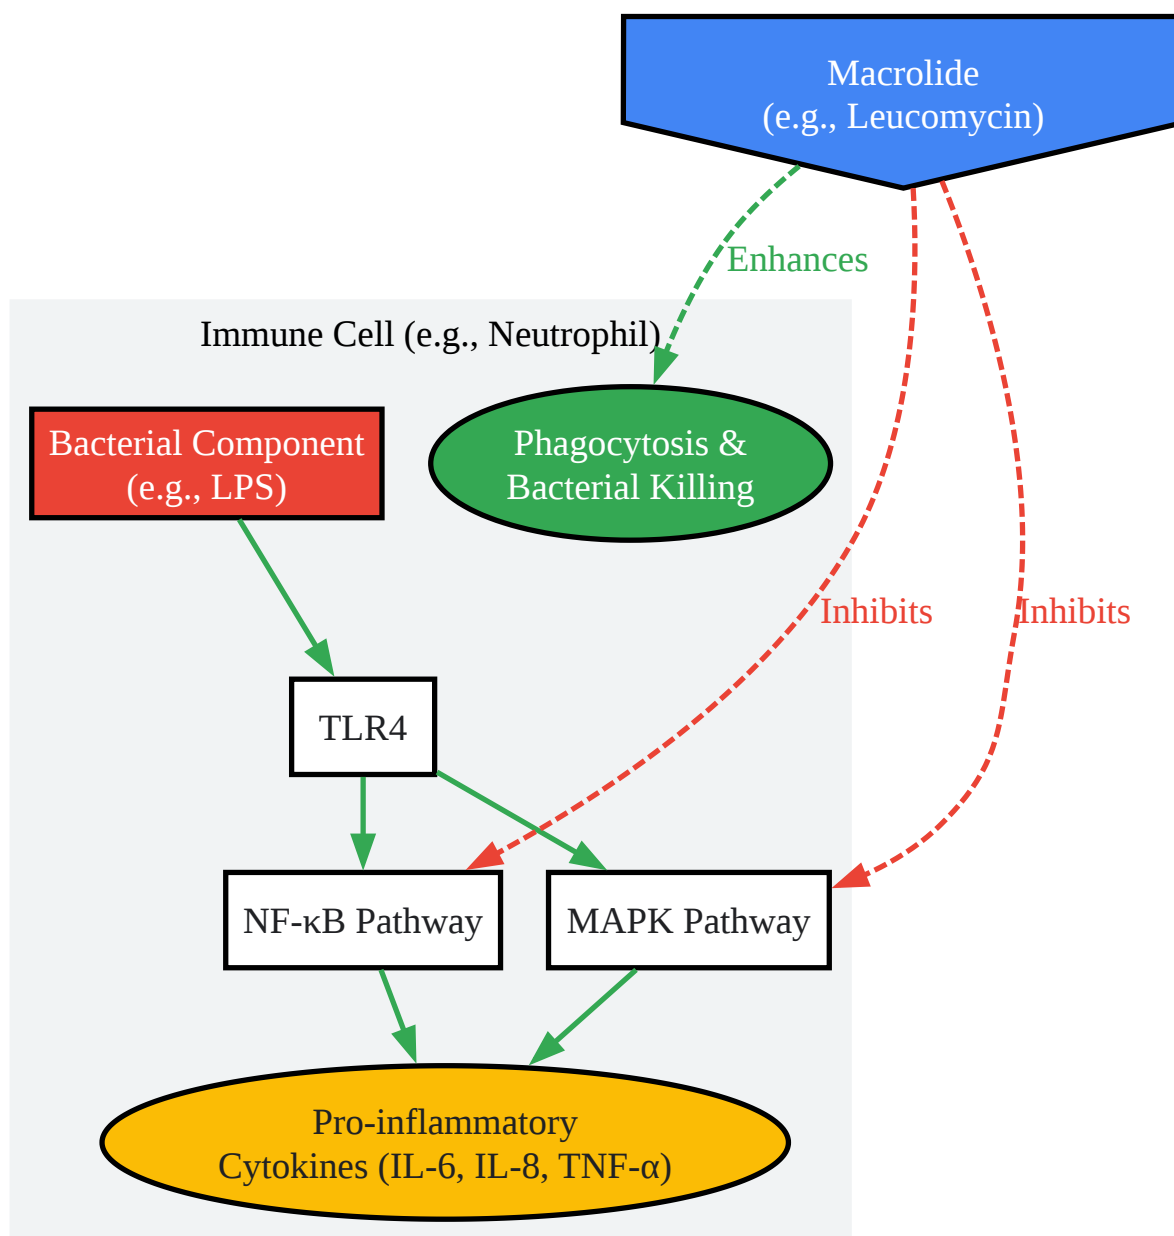 Macrolide
(e.g., Leucomycin)
Enhances
Immune Cell (e.g., Neutrophil)
Bacterial Component
(e.g., LPS)
Phagocytosis &
Bacterial Killing
Inhibits
Inhibits
TLR4
NF-κB Pathway
MAPK Pathway
Pro-inflammatory
Cytokines (IL-6, IL-8, TNF-α)